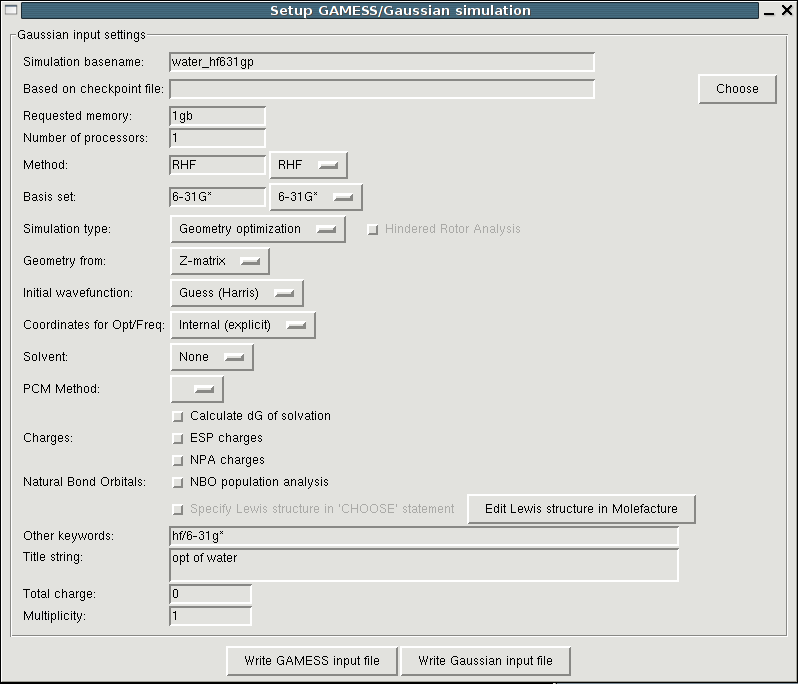 Setup GAMESS/Gaussian simulation
Gaussian input settings
Simulation basename: water_hf631gp
Based on checkpoint file: Choose
Requested memory: 1gb
Number of processors: 1
Method: RHF RHF
Basis set: 6-31G* 6-31G*
Simulation type: Geometry optimization Hindered Rotor Analysis
Geometry from: Z-matrix
Initial wavefunction: Guess (Harris)
Coordinates for Opt/Freq: Internal (explicit)
Solvent: None
PCM Method:
Calculate dG of solvation
Charges: ESP charges
NPA charges
Natural Bond Orbitals: NBO population analysis
Specify Lewis structure in 'CHOOSE' statement Edit Lewis structure in Molefacture
Other keywords: hf/6-31g*
Title string: opt of water
Total charge: 0
Multiplicity: 1
Write GAMESS input file Write Gaussian input file